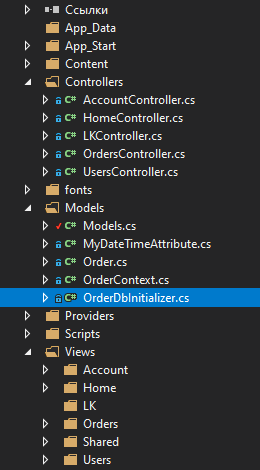 Ссылки
App_Data
App_Start
Content
Controllers
C# AccountController.cs
C# HomeController.cs
C# LKController.cs
C# OrdersController.cs
C# UsersController.cs
fonts
Models
C# Models.cs
C# MyDateTimeAttribute.cs
C# Order.cs
C# OrderContext.cs
C# OrderDbInitializer.cs
Providers
Scripts
Views
Account
Home
LK
Orders
Shared
Users